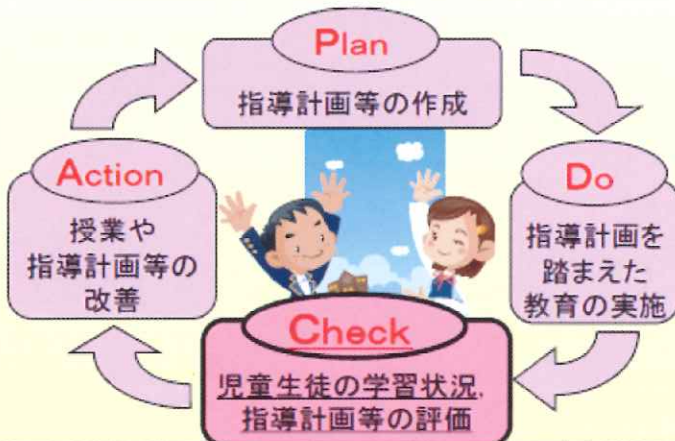 Plan
指導計画等の作成
Do
指導計画を
踏まえた
教育の実施
Check
児童生徒の学習状況,
指導計画等の評価
Action
授業や
指導計画等の
改善